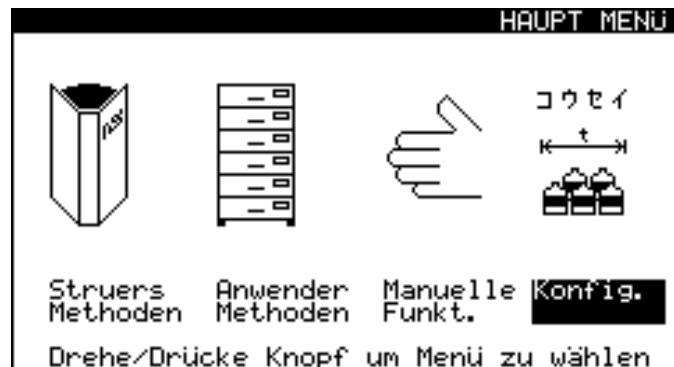 HAUPT MENÜ
コウセイ
t
Struers Methoden
Anwender Methoden
Manuelle Funkt.
Konfig.
Drehe/Drücke Knopf um Menü zu wählen